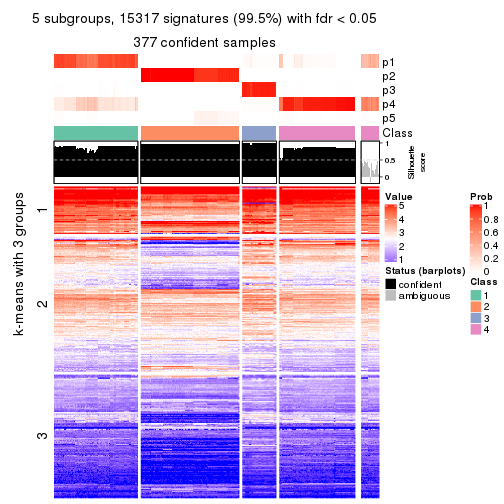 5 subgroups, 15317 signatures (99.5%) with fdr < 0.05
377 confident samples
p1
p2
p3
p4
p5
Class
1
0.5
0
Silhouette
score
k-means with 3 groups
1
2
3
Value
5
4
3
2
1
Status (barplots)
confident
ambiguous
Prob
1
0.8
0.6
0.4
0.2
0
Class
1
2
3
4